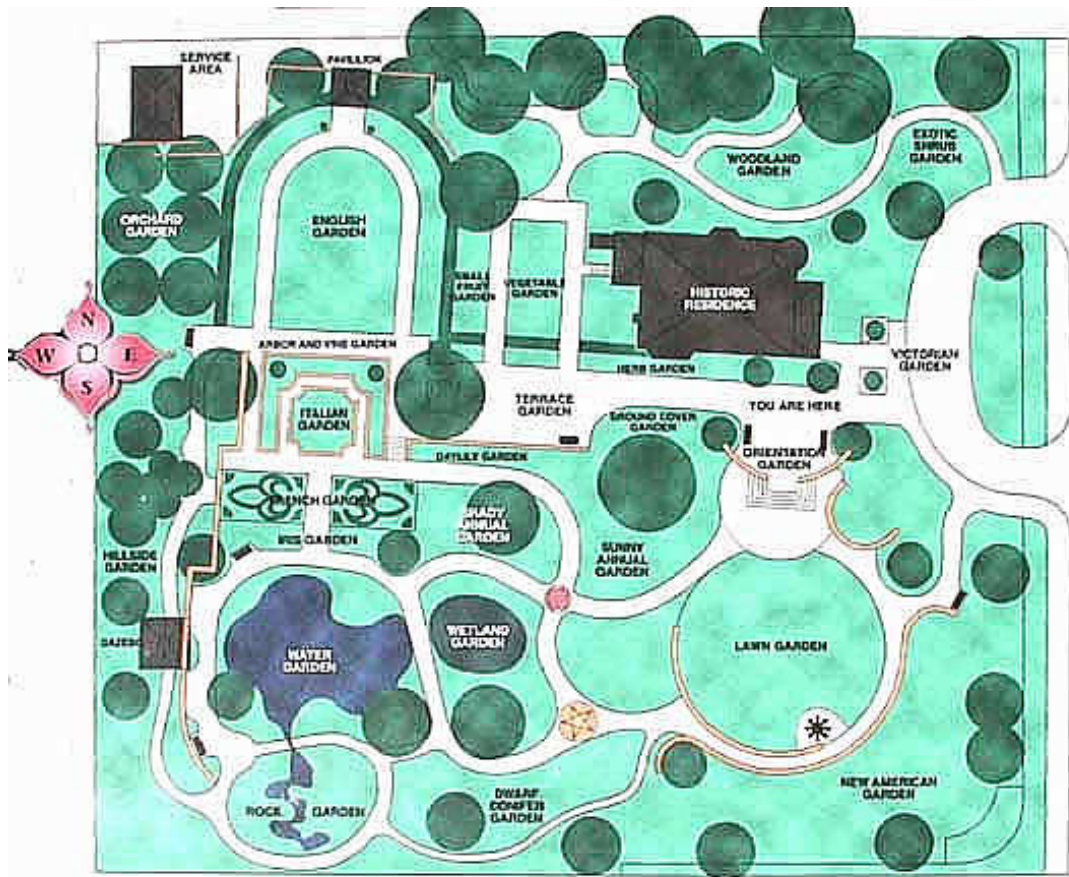 SERVICE
AREA
PAVILLION
EXOTIC
SHRUB
GARDEN
WOODLAND
GARDEN
ORCHARD
GARDEN
ENGLISH
GARDEN
SMALL
FRUIT
GARDEN
VEGETABLE
GARDEN
HISTORIC
RESIDENCE
N
W
E
S
ARBOR AND VINE GARDEN
HERB GARDEN
VICTORIAN
GARDEN
TERRACE
GARDEN
YOU ARE HERE
ITALIAN
GARDEN
GROUND COVER
GARDEN
ORIENTATION
GARDEN
DAYLILY GARDEN
FRENCH GARDEN
SHADY
ANNUAL
GARDEN
IRIS GARDEN
HILLSIDE
GARDEN
SUNNY
ANNUAL
GARDEN
GAZEBO
WATER
GARDEN
WETLAND
GARDEN
LAWN GARDEN
ROCK GARDEN
DWARF
CONIFER
GARDEN
NEW AMERICAN
GARDEN